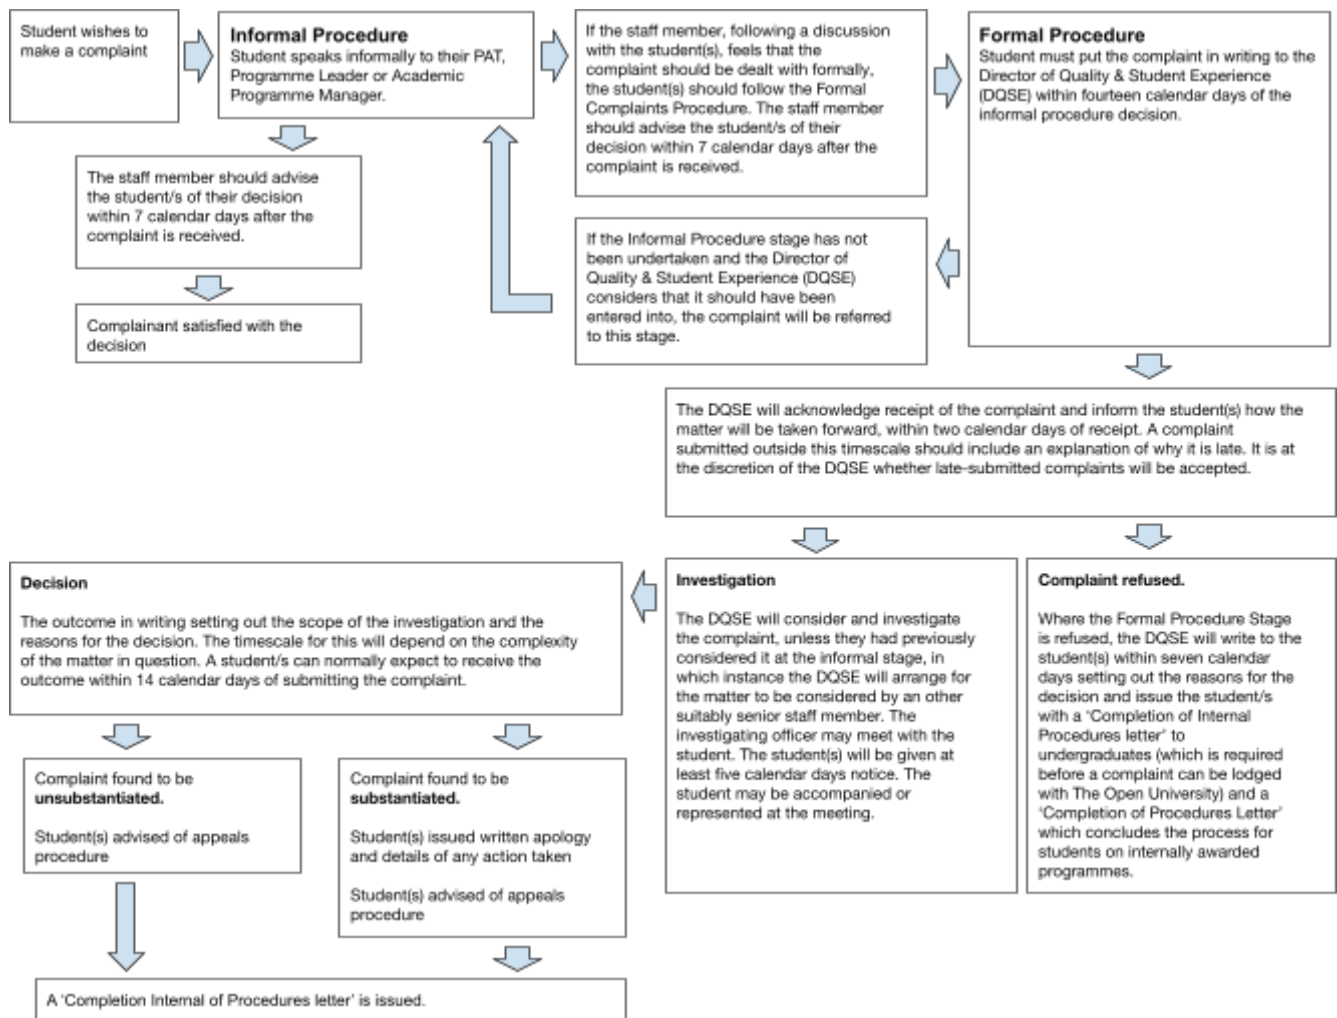 Student wishes to
make a complaint
Informal Procedure
Student speaks informally to their PAT,
Programme Leader or Academic
Programme Manager.
If the staff member, following a discussion
with the student(s), feels that the
complaint should be dealt with formally,
the student(s) should follow the Formal
Complaints Procedure. The staff member
should advise the student/s of their
decision within 7 calendar days after the
complaint is received.
Formal Procedure
Student must put the complaint in writing to the
Director of Quality & Student Experience
(DQSE) within fourteen calendar days of the
informal procedure decision.
The staff member should advise
the student/s of their decision
within 7 calendar days after the
complaint is received.
If the Informal Procedure stage has not
been undertaken and the Director of
Quality & Student Experience (DQSE)
considers that it should have been
entered into, the complaint will be referred
to this stage.
Complainant satisfied with the
decision
The DQSE will acknowledge receipt of the complaint and inform the student(s) how the
matter will be taken forward, within two calendar days of receipt. A complaint
submitted outside this timescale should include an explanation of why it is late. It is at
the discretion of the DQSE whether late-submitted complaints will be accepted.
Decision
The outcome in writing setting out the scope of the investigation and the
reasons for the decision. The timescale for this will depend on the complexity
of the matter in question. A student/s can normally expect to receive the
outcome within 14 calendar days of submitting the complaint.
Investigation
The DQSE will consider and investigate
the complaint, unless they had previously
considered it at the informal stage, in
which instance the DQSE will arrange for
the matter to be considered by an other
suitably senior staff member. The
investigating officer may meet with the
student. The student(s) will be given at
least five calendar days notice. The
student may be accompanied or
represented at the meeting.
Complaint refused.
Where the Formal Procedure Stage
is refused, the DQSE will write to the
student(s) within seven calendar
days setting out the reasons for the
decision and issue the student/s
with a ‘Completion of Internal
Procedures letter’ to
undergraduates (which is required
before a complaint can be lodged
with The Open University) and a
‘Completion of Procedures Letter’
which concludes the process for
students on internally awarded
programmes.
Complaint found to be
unsubstantiated.
Student(s) advised of appeals
procedure
Complaint found to be
substantiated.
Student(s) issued written apology
and details of any action taken
Student(s) advised of appeals
procedure
A ‘Completion Internal of Procedures letter’ is issued.